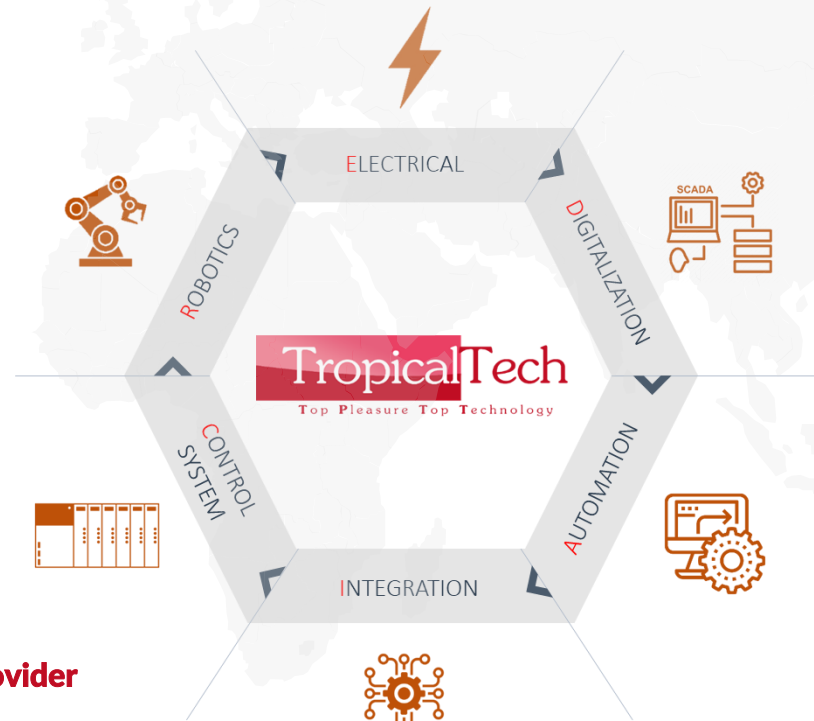 ELECTRICAL
SCADA
DIGITALIZATION
ROBOTICS
TropicalTech
Top Pleasure Top Technology
CONTROL
SYSTEM
AUTOMATION
INTEGRATION
ovider